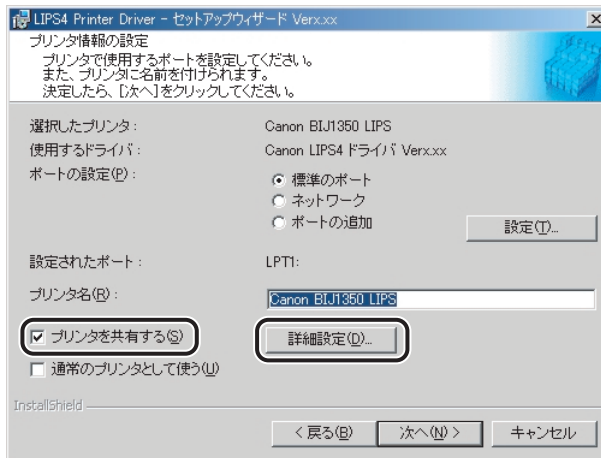 LIPS4 Printer Driver - セットアップウィザード Verx.xx
プリンタ情報の設定
プリンタで使用するポートを設定してください。
また、プリンタに名前を付けられます。
決定したら、[次へ]をクリックしてください。
選択したプリンタ： Canon BIJ1350 LIPS
使用するドライバ： Canon LIPS4 ドライバ Verx.xx
ポートの設定(P)： 標準のポート
ネットワーク
ポートの追加 設定(T)...
設定されたポート： LPT1:
プリンタ名(R)： Canon BIJ1350 LIPS
プリンタを共有する(S) 詳細設定(D)...
通常のプリンタとして使う(U)
InstallShield
< 戻る(B) 次へ(N) > キャンセル